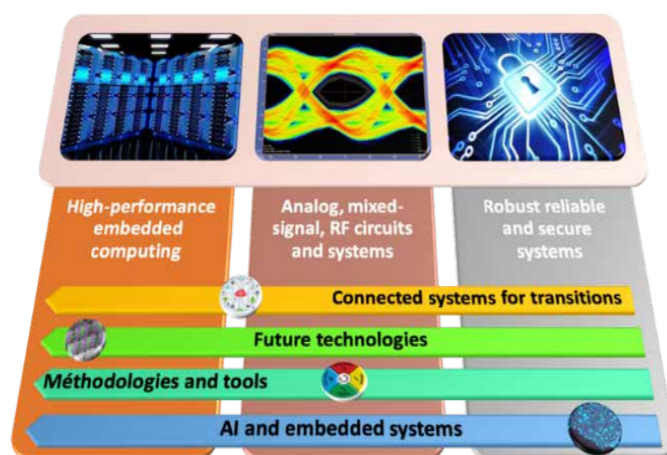 High-performance
embedded
computing
Analog, mixed-
signal, RF circuits
and systems
Robust reliable
and secure
systems
Connected systems for transitions
Future technologies
Méthodologies and tools
AI and embedded systems